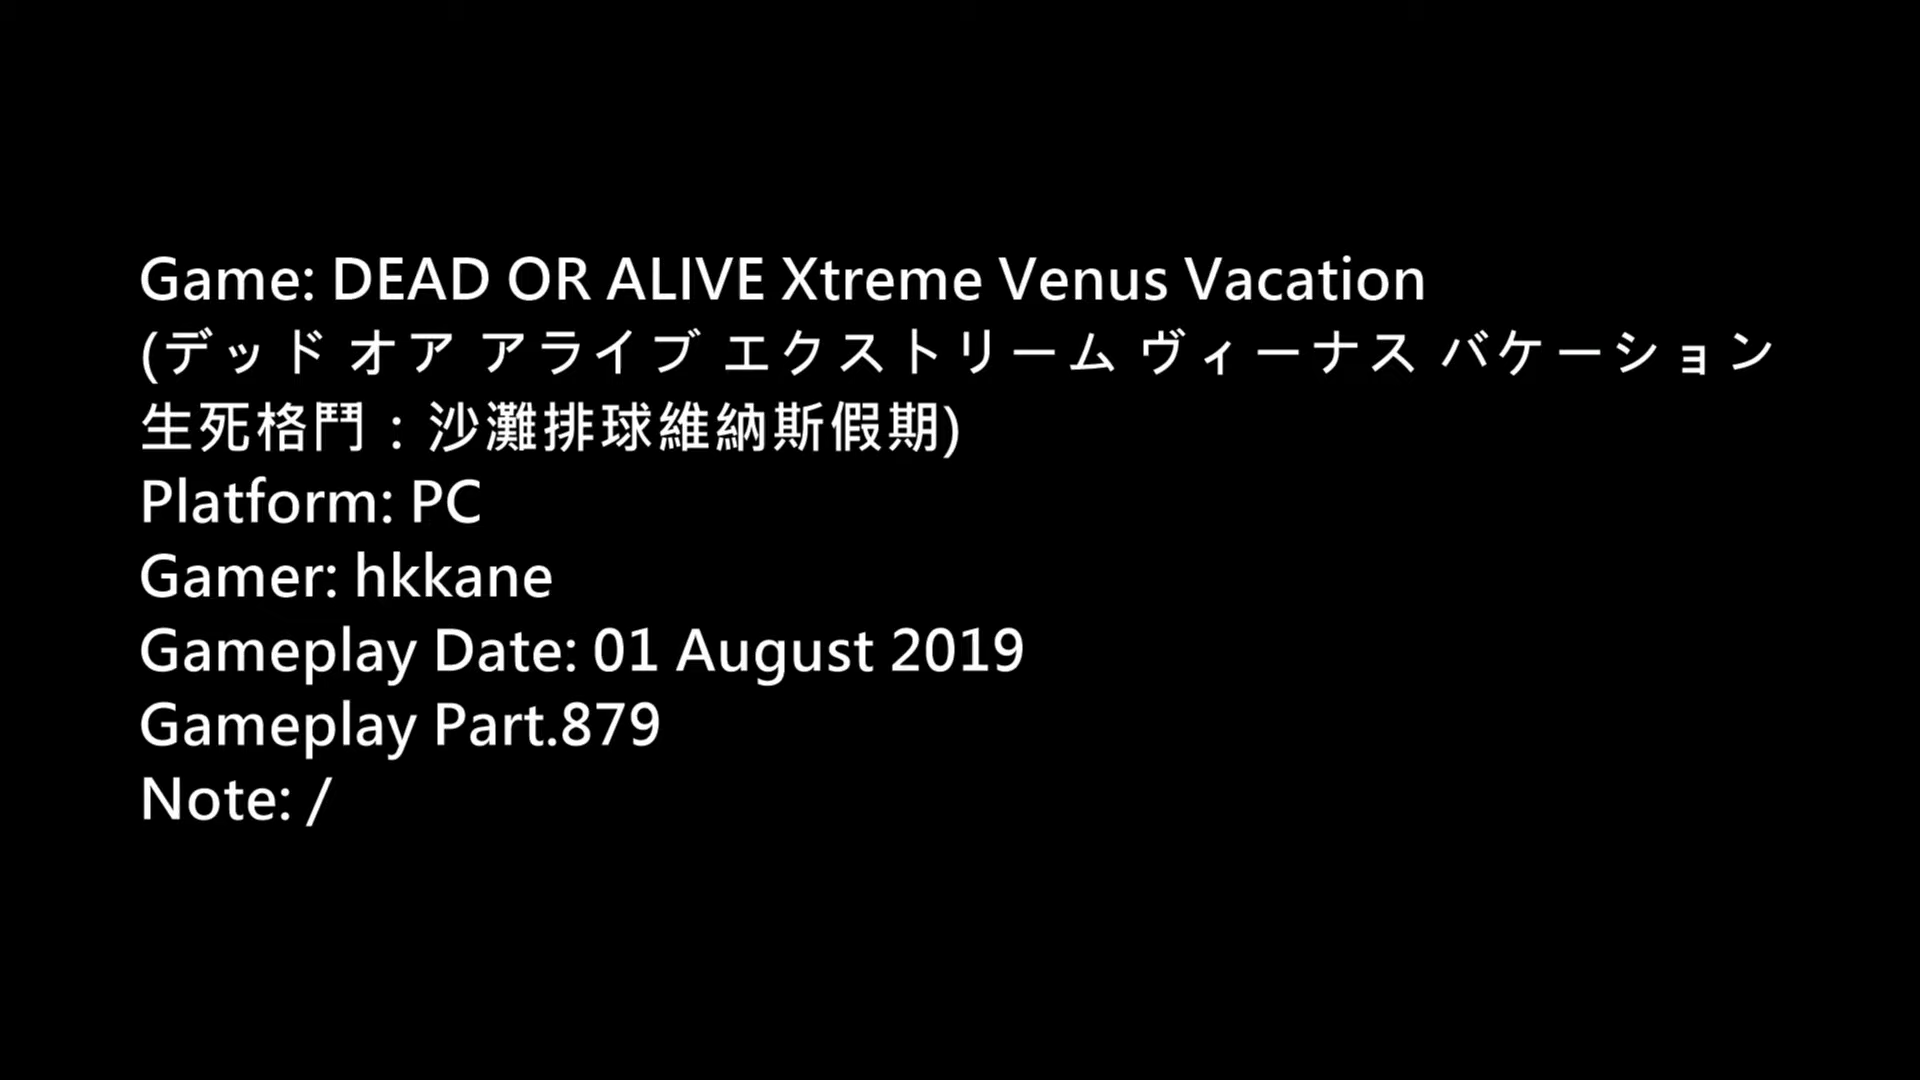 Game: DEAD OR ALIVE Xtreme Venus Vacation
(デッド オア アライブ エクストリーム ヴィーナス バケーション
生死格鬥：沙灘排球維納斯假期)
Platform: PC
Gamer: hkkane
Gameplay Date: 01 August 2019
Gameplay Part.879
Note: /